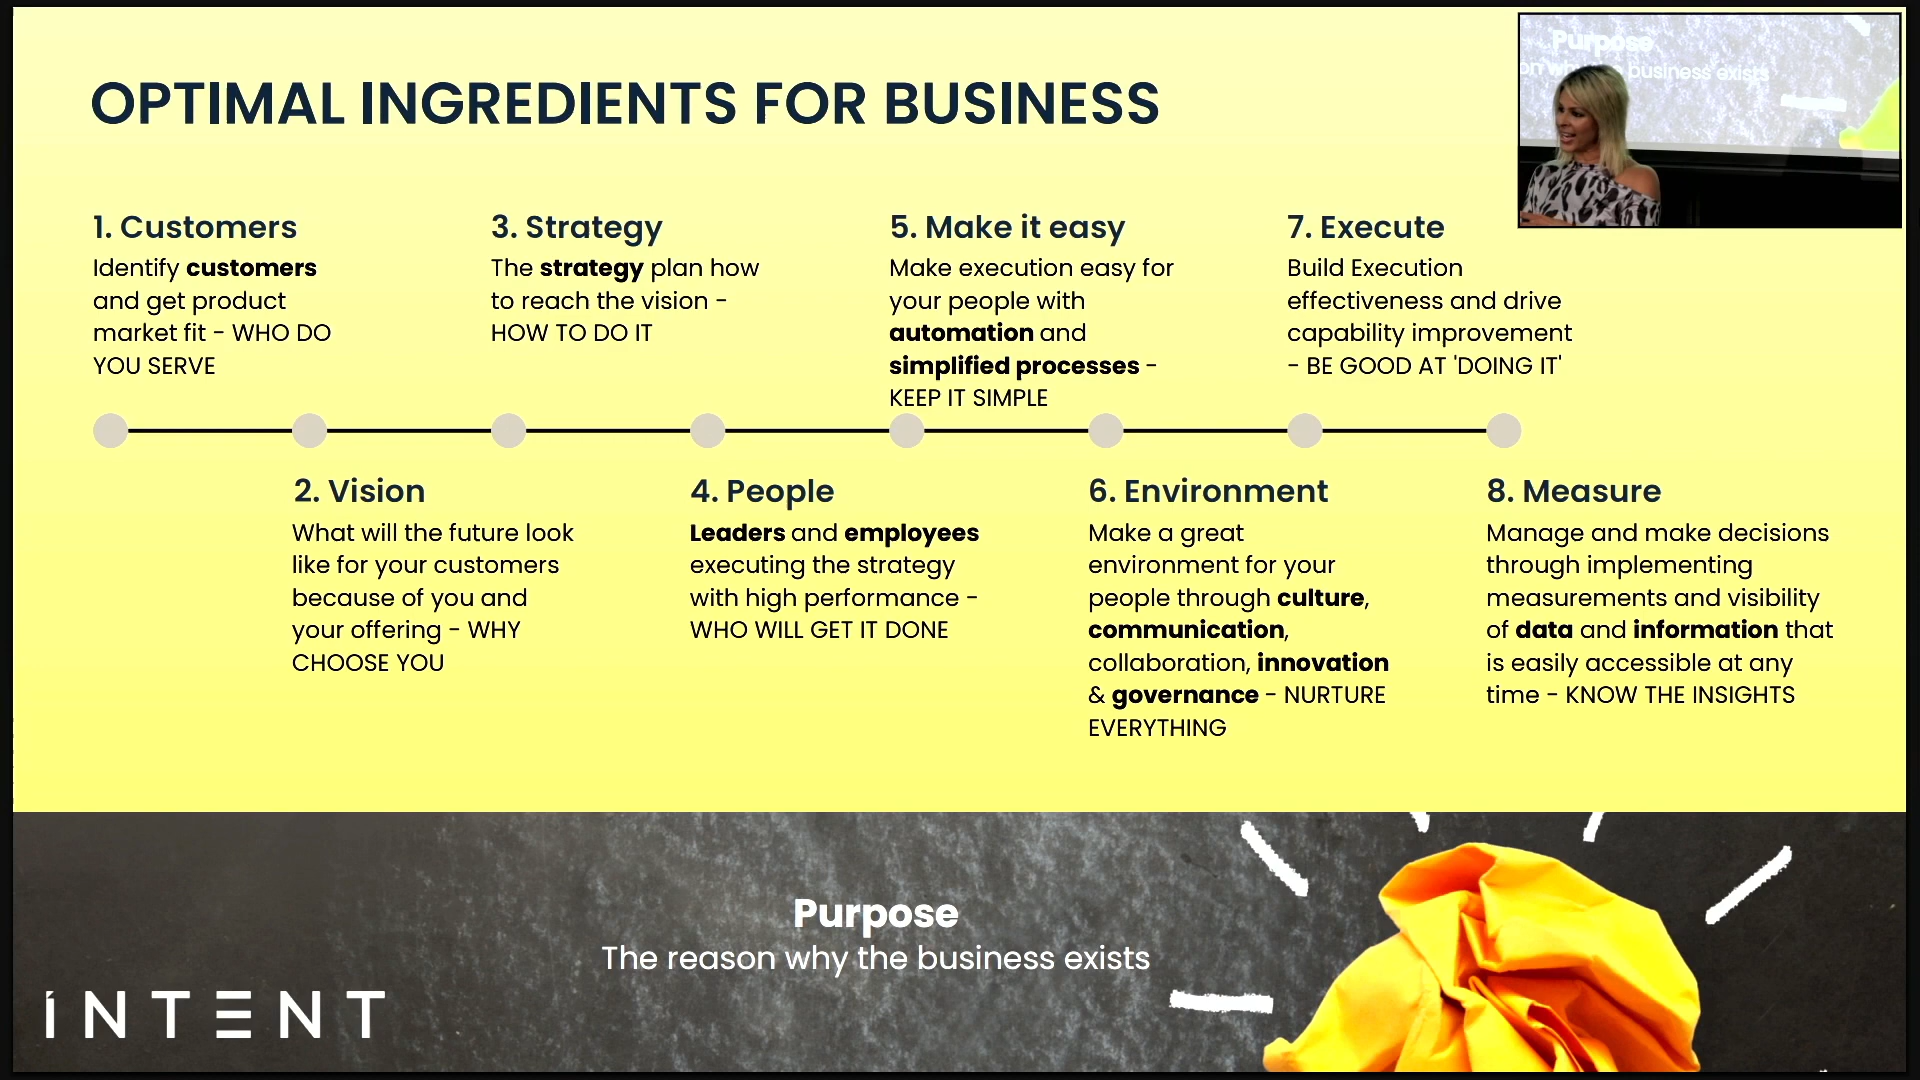 OPTIMAL INGREDIENTS FOR BUSINESS
Purpose
business exists
1. Customers
Identify customers
and get product
market fit - WHO DO
YOU SERVE
2. Vision
What will the future look
like for your customers
because of you and
your offering - WHY
CHOOSE YOU
3. Strategy
The strategy plan how
to reach the vision -
HOW TO DO IT
4. People
Leaders and employees
executing the strategy
with high performance -
WHO WILL GET IT DONE
5. Make it easy
Make execution easy for
your people with
automation and
simplified processes -
KEEP IT SIMPLE
6. Environment
Make a great
environment for your
people through culture,
communication,
collaboration, innovation
& governance - NURTURE
EVERYTHING
7. Execute
Build Execution
effectiveness and drive
capability improvement
- BE GOOD AT 'DOING IT'
8. Measure
Manage and make decisions
through implementing
measurements and visibility
of data and information that
is easily accessible at any
time - KNOW THE INSIGHTS
Purpose
The reason why the business exists
INTENT